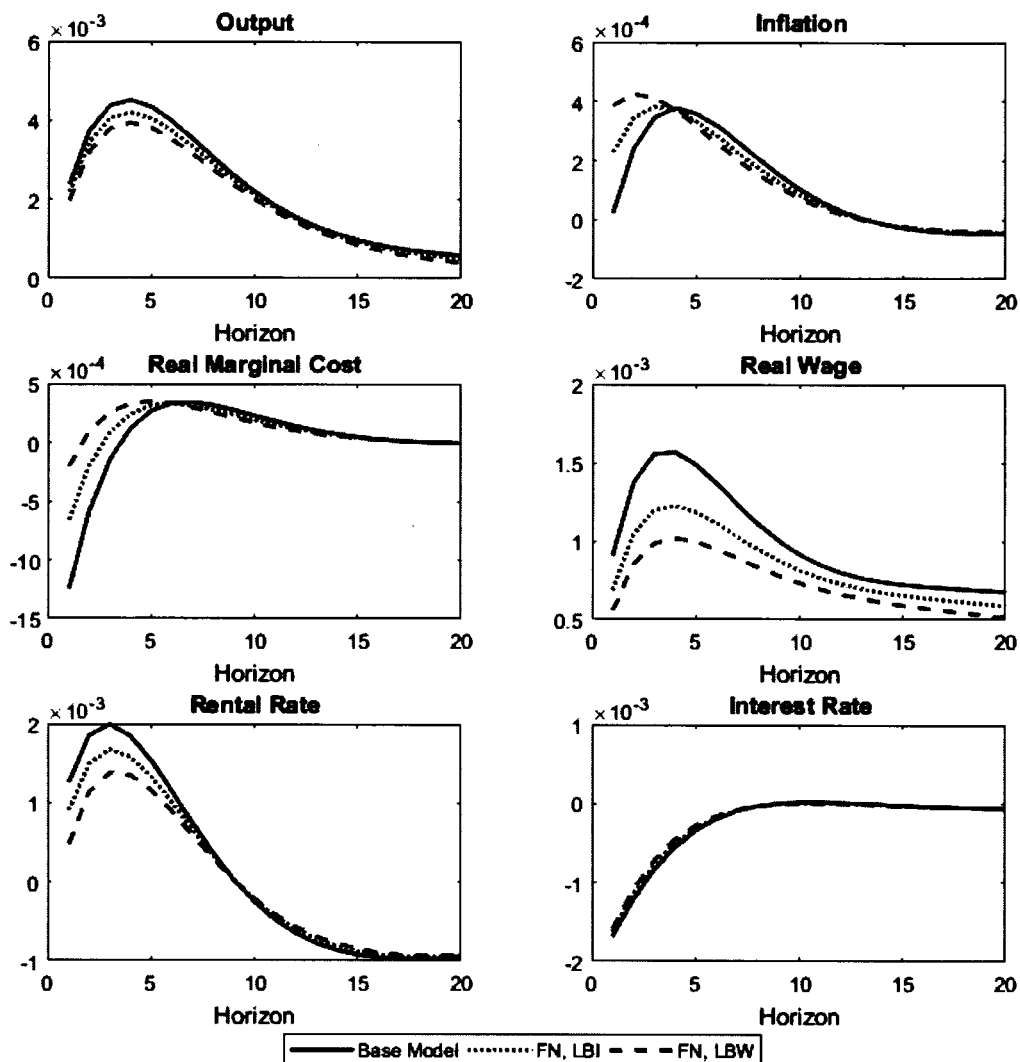 Output
× 10^-3
6
4
2
0
0 5 10 15 20
Horizon
Inflation
× 10^-4
6
4
2
0
-2
0 5 10 15 20
Horizon
Real Marginal Cost
× 10^-4
5
0
-5
-10
-15
0 5 10 15 20
Horizon
Real Wage
× 10^-3
2
1.5
1
0.5
0 5 10 15 20
Horizon
Rental Rate
× 10^-3
2
1
0
-1
0 5 10 15 20
Horizon
Interest Rate
× 10^-3
1
0
-1
-2
0 5 10 15 20
Horizon
Base Model FN, LBI FN, LBW